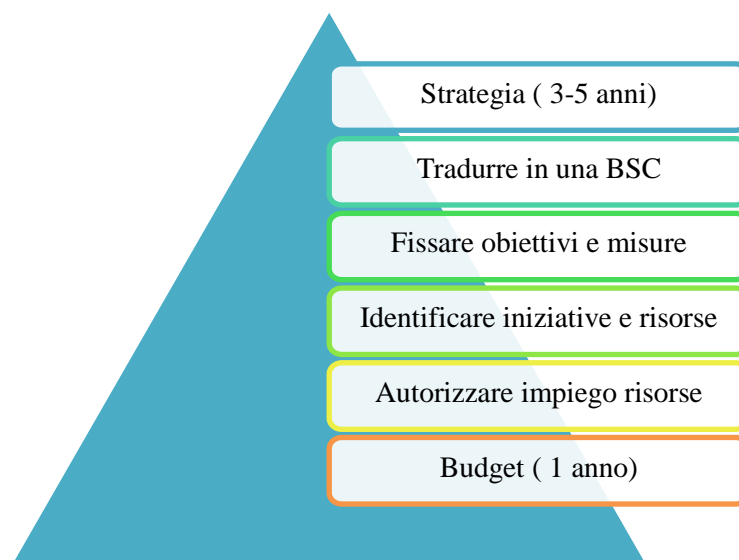 Strategia ( 3-5 anni)
Tradurre in una BSC
Fissare obiettivi e misure
Identificare iniziative e risorse
Autorizzare impiego risorse
Budget ( 1 anno)